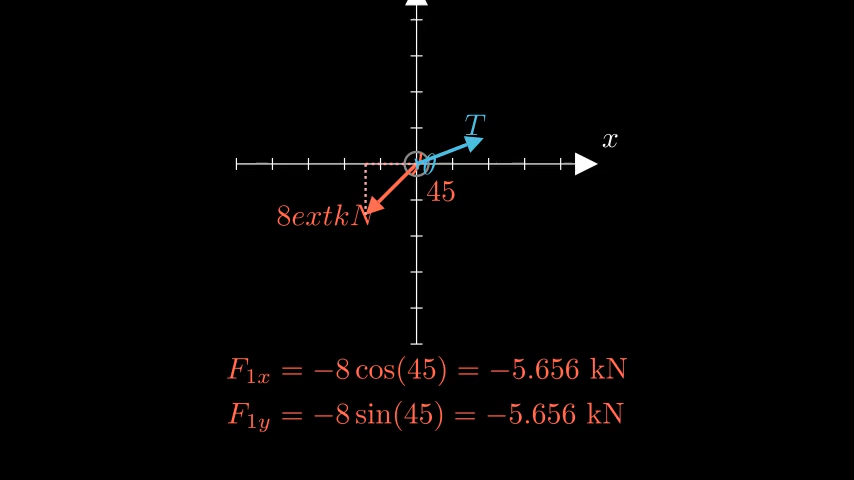 T
x
θ
45
8extkN
F_{1x} = −8 cos(45) = −5.656 kN
F_{1y} = −8 sin(45) = −5.656 kN